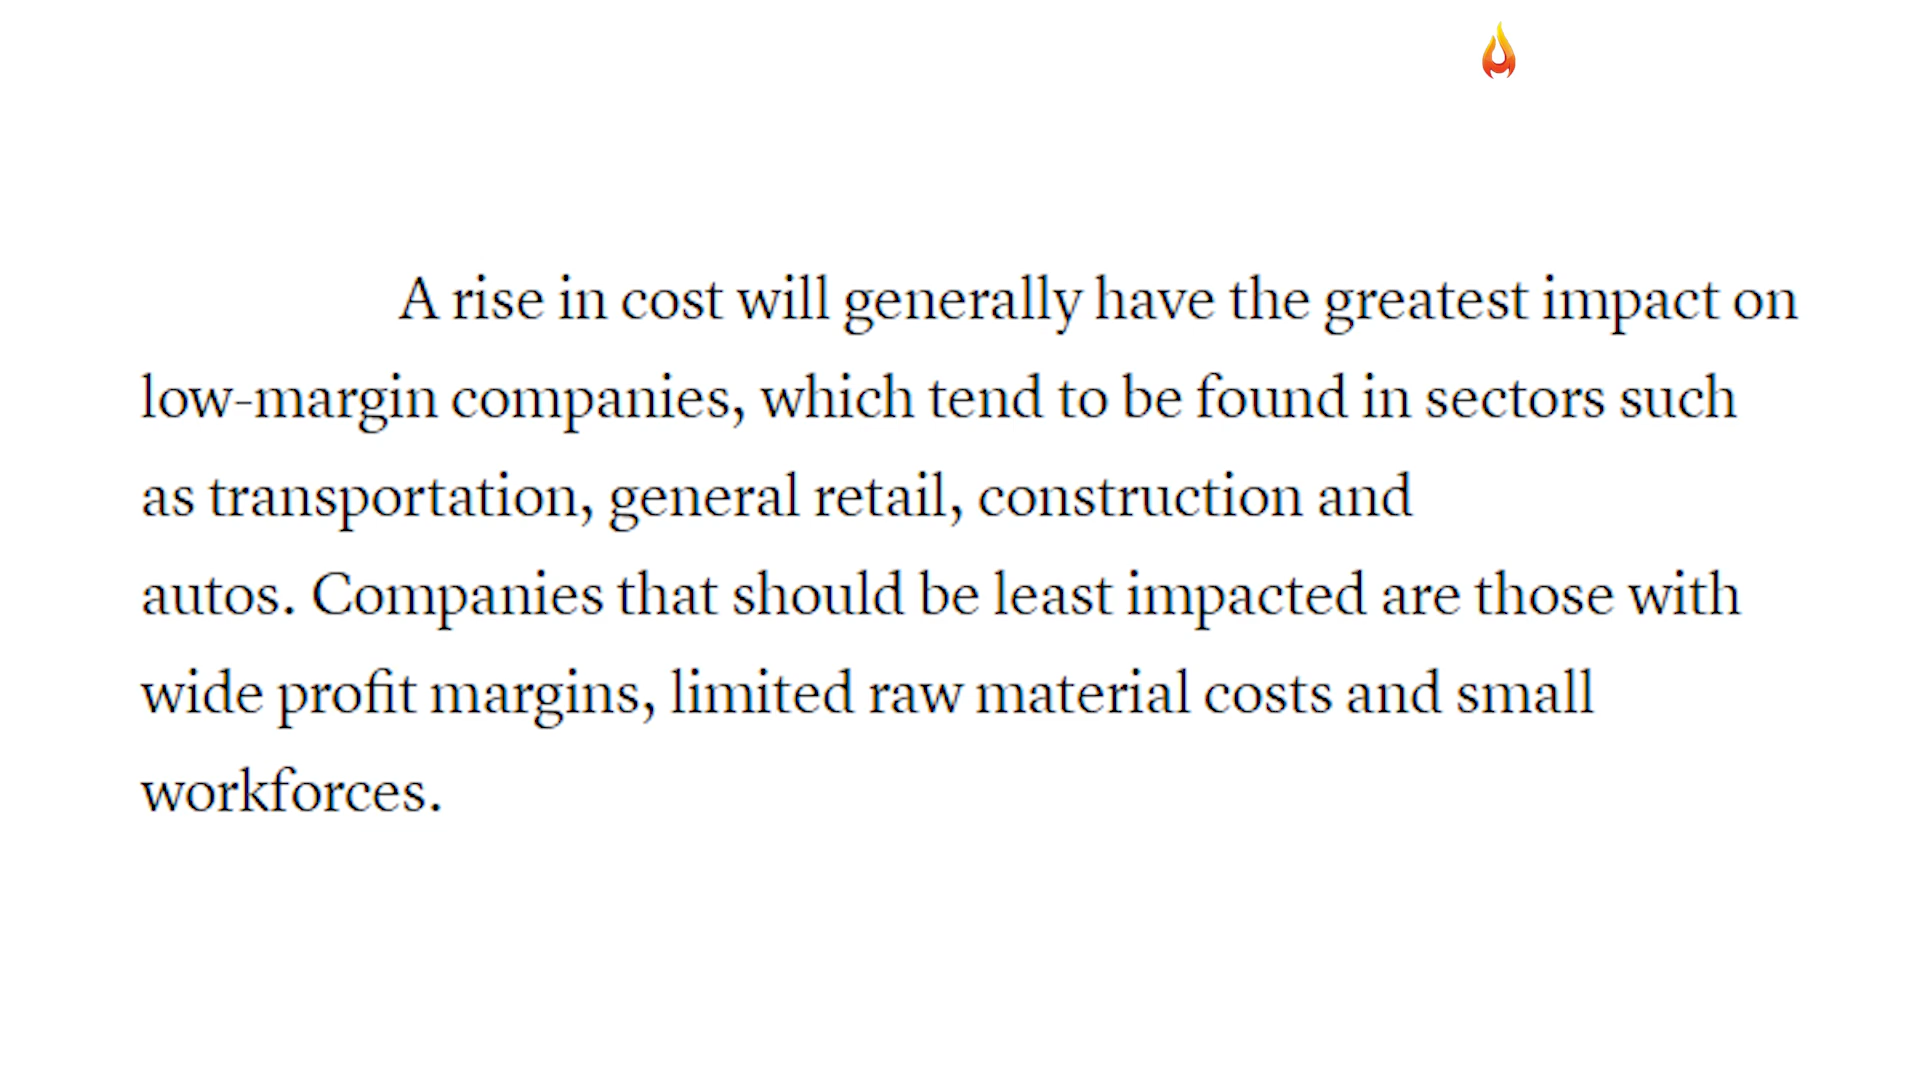 A rise in cost will generally have the greatest impact on
low-margin companies, which tend to be found in sectors such
as transportation, general retail, construction and
autos. Companies that should be least impacted are those with
wide profit margins, limited raw material costs and small
workforces.